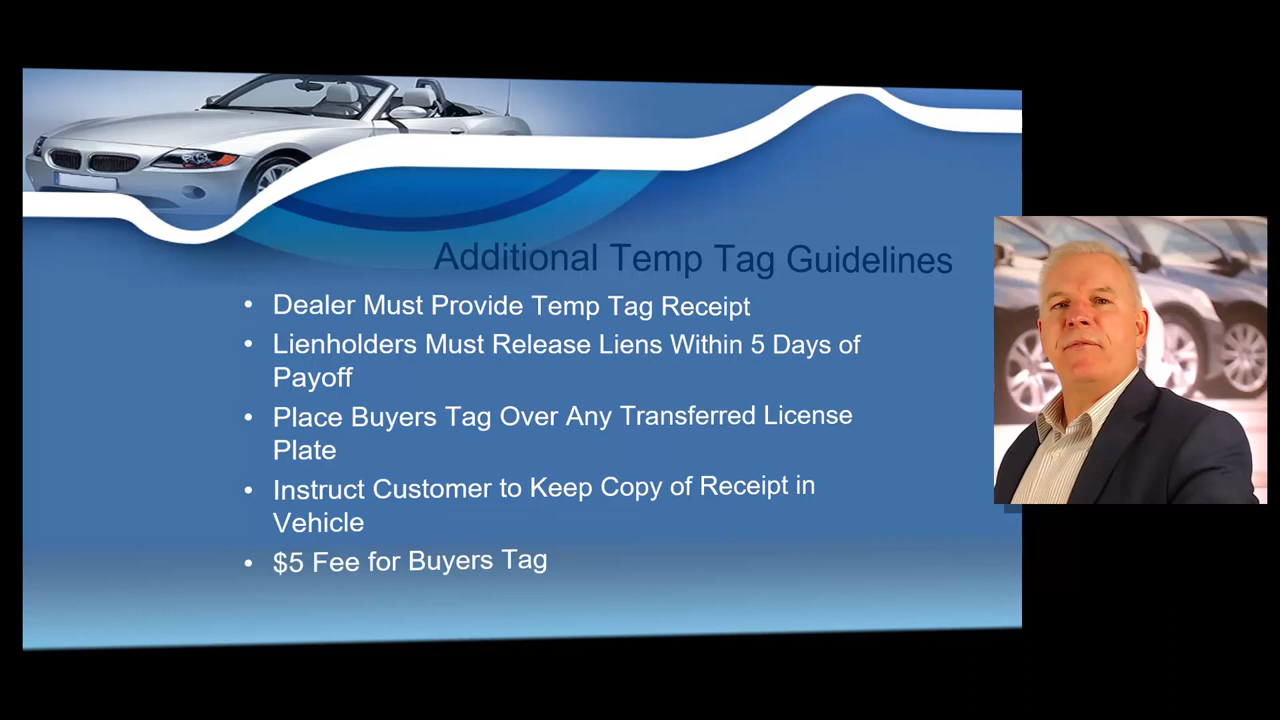 Additional Temp Tag Guidelines
• Dealer Must Provide Temp Tag Receipt
• Lienholders Must Release Liens Within 5 Days of
Payoff
• Place Buyers Tag Over Any Transferred License
Plate
• Instruct Customer to Keep Copy of Receipt in
Vehicle
• $5 Fee for Buyers Tag